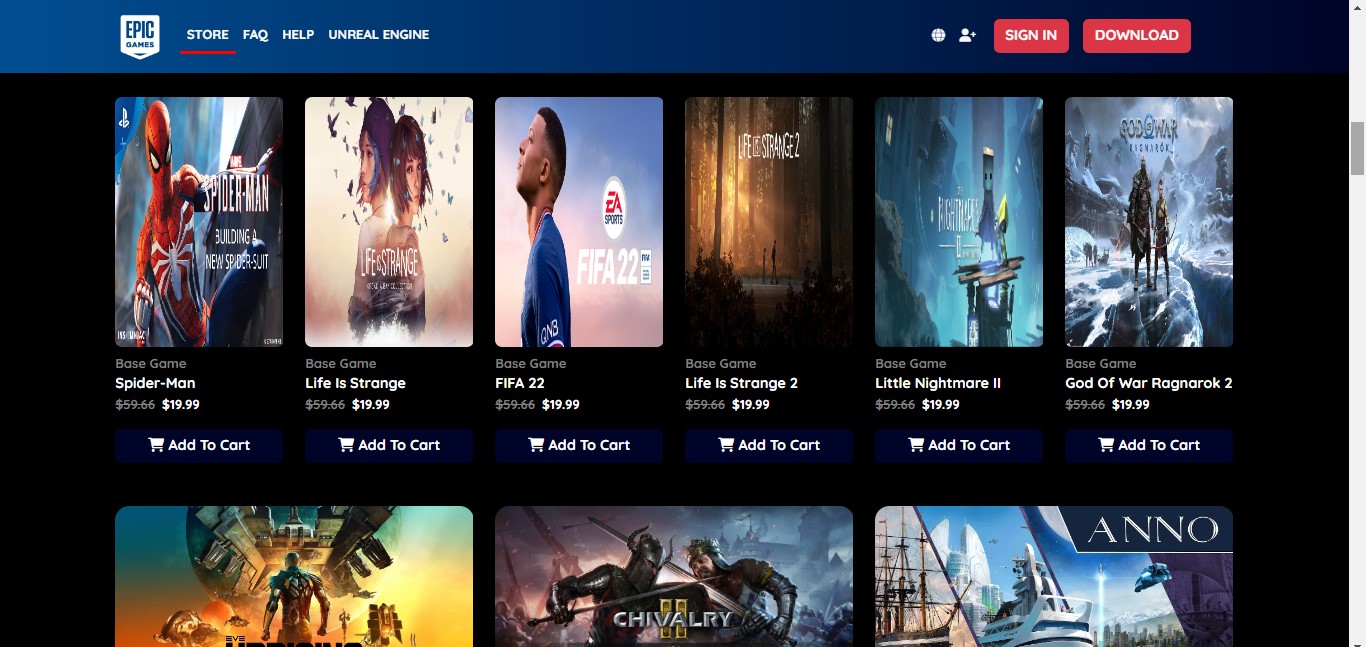 EPIC
GAMES
STORE FAQ HELP UNREAL ENGINE
SIGN IN DOWNLOAD
MARVEL
SPIDER-MAN
BUILDING A
NEW SPIDER-SUIT
INSOMNIAC
LIFE IS STRANGE
EA
SPORTS
FIFA 22
FIFA
QNB
LIFE IS STRANGE 2
NIGHTMARES
II
GOD OF WAR
RAGNARÖK
Base Game Base Game Base Game Base Game Base Game Base Game
Spider-Man Life Is Strange FIFA 22 Life Is Strange 2 Little Nightmare II God Of War Ragnarok 2
$59.66 $19.99 $59.66 $19.99 $59.66 $19.99 $59.66 $19.99 $59.66 $19.99 $59.66 $19.99
Add To Cart Add To Cart Add To Cart Add To Cart Add To Cart Add To Cart
EVE
CHIVALRY
II
ANNO